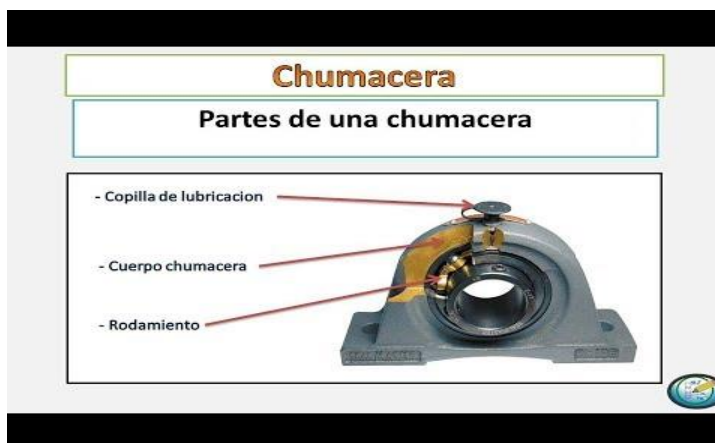 Chumacera
Partes de una chumacera
- Copilla de lubricacion
- Cuerpo chumacera
- Rodamiento